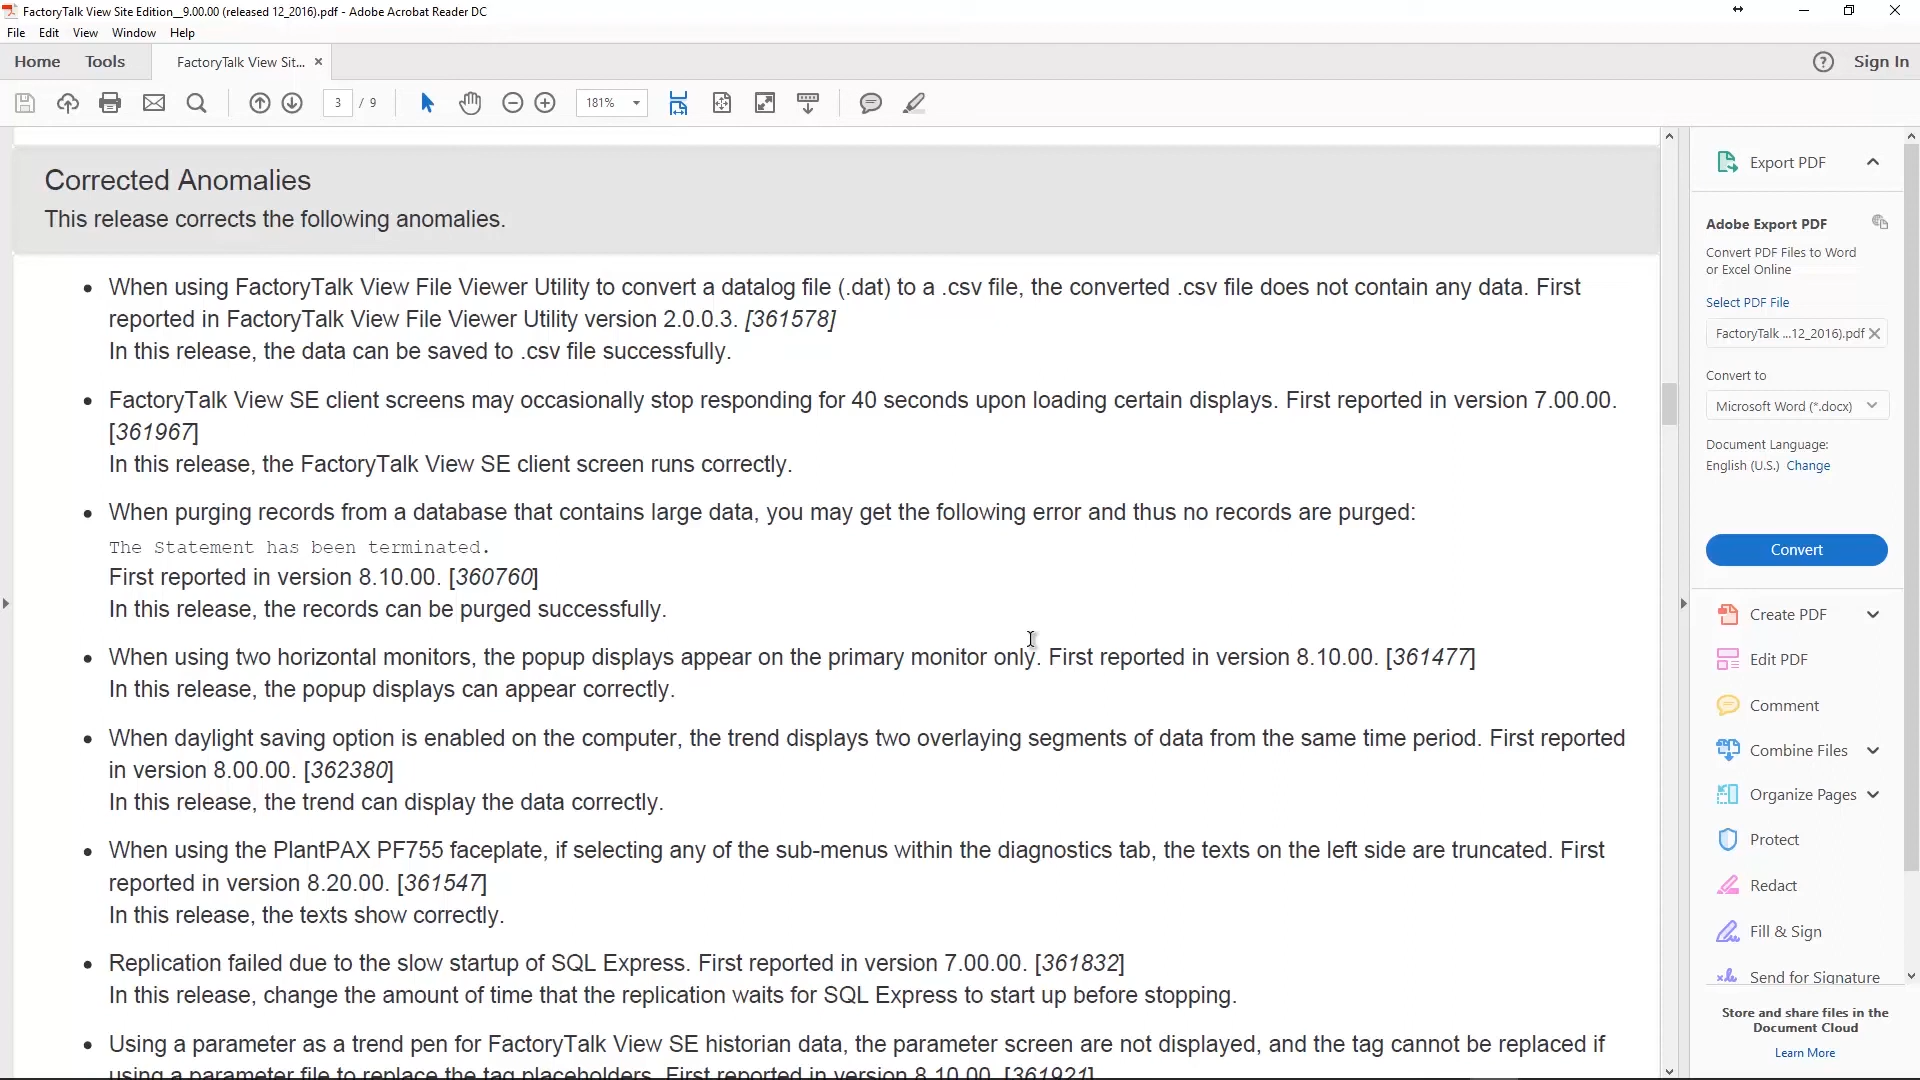 FactoryTalk View Site Edition__9.00.00 (released 12_2016).pdf - Adobe Acrobat Reader DC
File Edit View Window Help
Home Tools FactoryTalk View Sit... × ? Sign In
3 / 9 181%
Corrected Anomalies
This release corrects the following anomalies.
• When using FactoryTalk View File Viewer Utility to convert a datalog file (.dat) to a .csv file, the converted .csv file does not contain any data. First
reported in FactoryTalk View File Viewer Utility version 2.0.0.3. [361578]
In this release, the data can be saved to .csv file successfully.
• FactoryTalk View SE client screens may occasionally stop responding for 40 seconds upon loading certain displays. First reported in version 7.00.00.
[361967]
In this release, the FactoryTalk View SE client screen runs correctly.
• When purging records from a database that contains large data, you may get the following error and thus no records are purged:
The Statement has been terminated.
First reported in version 8.10.00. [360760]
In this release, the records can be purged successfully.
• When using two horizontal monitors, the popup displays appear on the primary monitor only. First reported in version 8.10.00. [361477]
In this release, the popup displays can appear correctly.
• When daylight saving option is enabled on the computer, the trend displays two overlaying segments of data from the same time period. First reported
in version 8.00.00. [362380]
In this release, the trend can display the data correctly.
• When using the PlantPAX PF755 faceplate, if selecting any of the sub-menus within the diagnostics tab, the texts on the left side are truncated. First
reported in version 8.20.00. [361547]
In this release, the texts show correctly.
• Replication failed due to the slow startup of SQL Express. First reported in version 7.00.00. [361832]
In this release, change the amount of time that the replication waits for SQL Express to start up before stopping.
• Using a parameter as a trend pen for FactoryTalk View SE historian data, the parameter screen are not displayed, and the tag cannot be replaced if
using a parameter file to replace the tag placeholders. First reported in version 8.10.00. [361921]
Export PDF
Adobe Export PDF
Convert PDF Files to Word
or Excel Online
Select PDF File
FactoryTalk ...12_2016).pdf
Convert to
Microsoft Word (*.docx)
Document Language:
English (U.S.) Change
Convert
Create PDF
Edit PDF
Comment
Combine Files
Organize Pages
Protect
Redact
Fill & Sign
Send for Signature
Store and share files in the
Document Cloud
Learn More